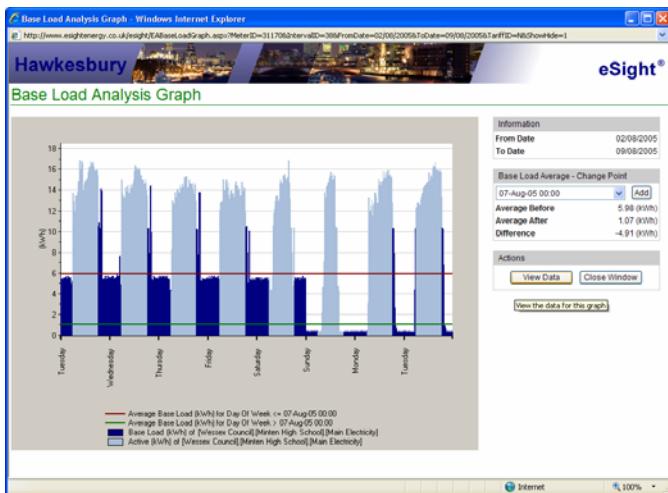 Base Load Analysis Graph - Windows Internet Explorer
http://www.esightenergy.co.uk/esight/EABaseLoadGraph.aspx?MeterID=31170&IntervalID=38&FromDate=02/08/2005&ToDate=09/08/2005&TariffID=N&ShowHide=1
Hawkesbury
eSight®
Base Load Analysis Graph
Information
From Date 02/08/2005
To Date 09/08/2005
Base Load Average - Change Point
07-Aug-05 00:00 Add
Average Before 5.98 (kWh)
Average After 1.07 (kWh)
Difference -4.91 (kWh)
Actions
View Data Close Window
View the data for this graph
18
16
14
12
10
8
6
4
2
0
(kWh)
Tuesday Wednesday Thursday Friday Saturday Sunday Monday Tuesday
Average Base Load (kWh) for Day Of Week <= 07-Aug-05 00:00
Average Base Load (kWh) for Day Of Week > 07-Aug-05 00:00
Base Load (kWh) of [Wessex Council].[Minten High School].[Main Electricity]
Active (kWh) of [Wessex Council].[Minten High School].[Main Electricity]
Internet 100%